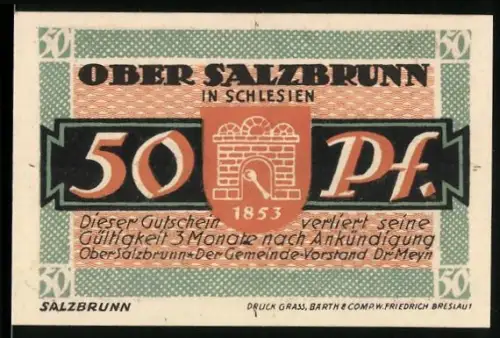 50 50
OBER SALZBRUNN
IN SCHLESIEN
50 Pf.
1853
Dieser Gutschein verliert seine
Gültigkeit 3 Monate nach Ankündigung
Ober Salzbrunn * Der Gemeinde-Vorstand Dr Meyn
50 50
SALZBRUNN DRUCK GRASS, BARTH & COMP. W. FRIEDRICH BRESLAU 1